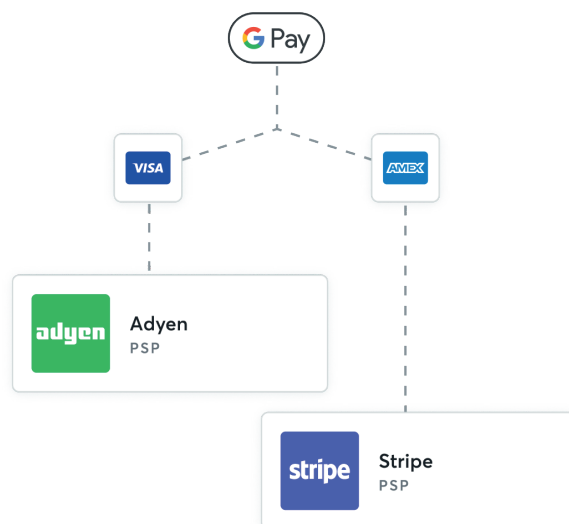 G Pay
VISA
AMEX
adyen
Adyen
PSP
stripe
Stripe
PSP